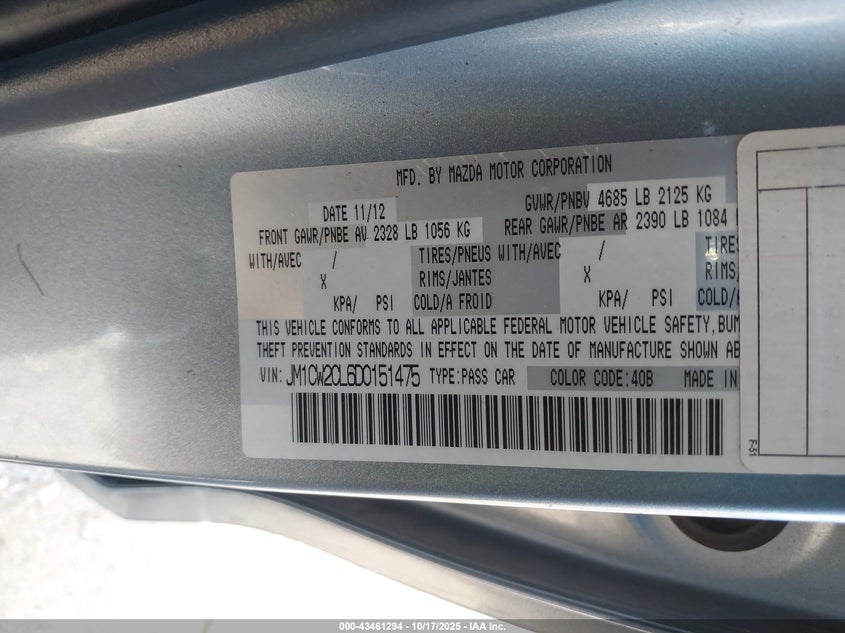 MFD. BY MAZDA MOTOR CORPORATION
DATE 11/12 GVWR/PNBV 4685 LB 2125 KG
FRONT GAWR/PNBE AV 2328 LB 1056 KG REAR GAWR/PNBE AR 2390 LB 1084
WITH/AVEC / TIRES/PNEUS WITH/AVEC / TIRES
X RIMS/JANTES X RIMS/
KPA/ PSI COLD/A FROID KPA/ PSI COLD/A
THIS VEHICLE CONFORMS TO ALL APPLICABLE FEDERAL MOTOR VEHICLE SAFETY, BUM
THEFT PREVENTION STANDARDS IN EFFECT ON THE DATE OF MANUFACTURE SHOWN AB
VIN: JM1CW2CL6D0151475 TYPE:PASS CAR COLOR CODE:40B MADE IN
F-51
000-43461294 - 10/17/2025 - IAA Inc.